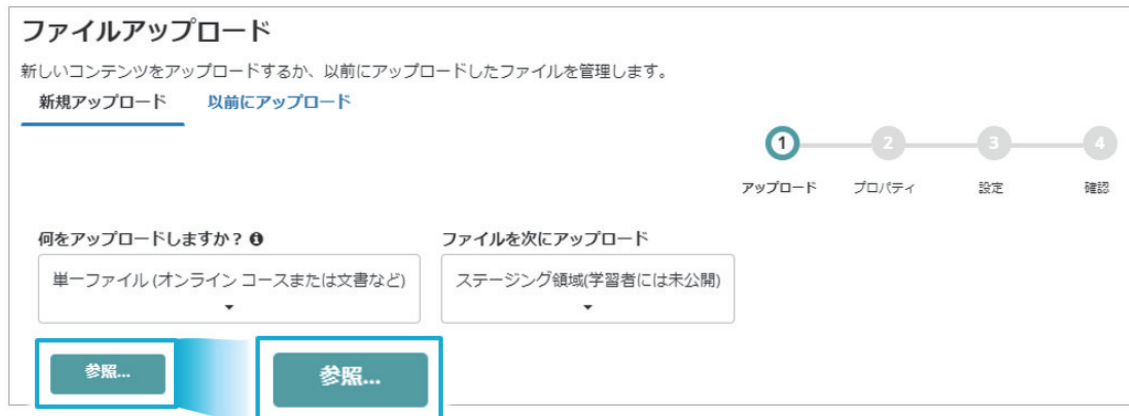 ファイルアップロード
新しいコンテンツをアップロードするか、以前にアップロードしたファイルを管理します。
新規アップロード 以前にアップロード
1 2 3 4
アップロード プロパティ 設定 確認
何をアップロードしますか？ ファイルを次にアップロード
単一ファイル (オンライン コースまたは文書など) ステージング領域(学習者には未公開)
参照... 参照...